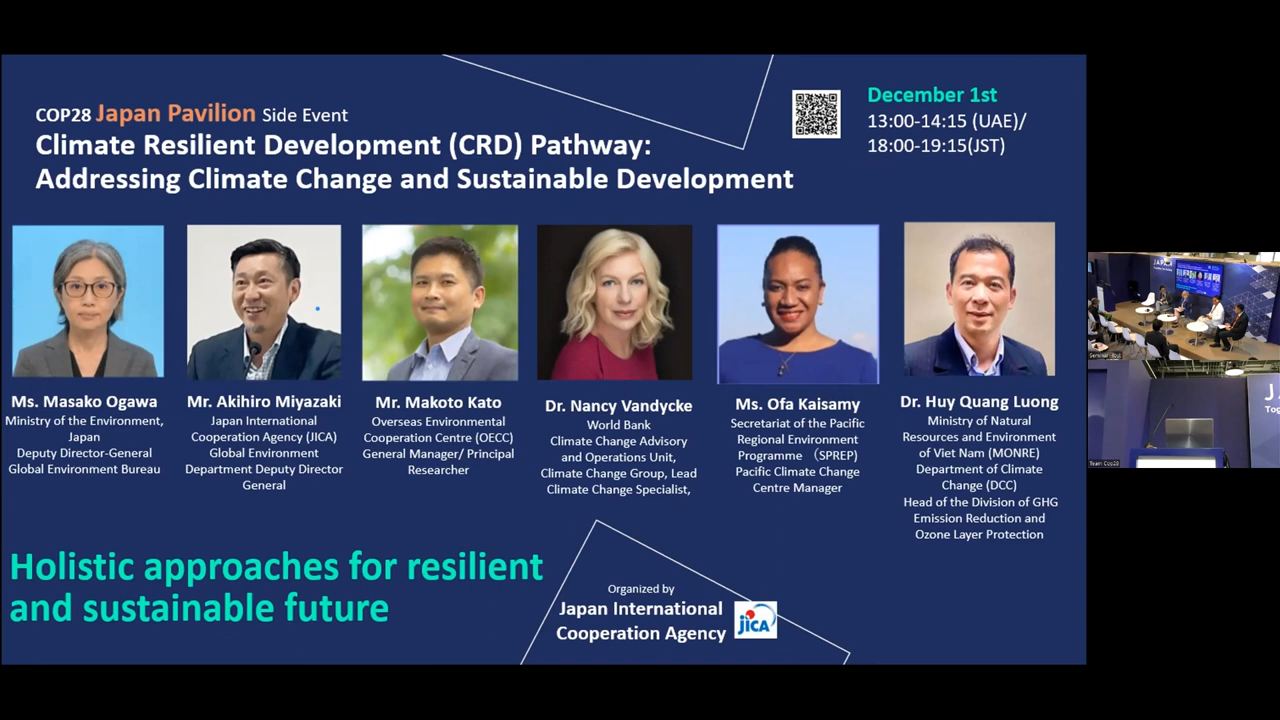 COP28 Japan Pavilion Side Event
Climate Resilient Development (CRD) Pathway:
Addressing Climate Change and Sustainable Development
December 1st
13:00-14:15 (UAE)/
18:00-19:15(JST)
Ms. Masako Ogawa
Ministry of the Environment,
Japan
Deputy Director-General
Global Environment Bureau
Mr. Akihiro Miyazaki
Japan International
Cooperation Agency (JICA)
Global Environment
Department Deputy Director
General
Mr. Makoto Kato
Overseas Environmental
Cooperation Centre (OECC)
General Manager/ Principal
Researcher
Dr. Nancy Vandycke
World Bank
Climate Change Advisory
and Operations Unit,
Climate Change Group, Lead
Climate Change Specialist,
Ms. Ofa Kaisamy
Secretariat of the Pacific
Regional Environment
Programme （SPREP)
Pacific Climate Change
Centre Manager
Dr. Huy Quang Luong
Ministry of Natural
Resources and Environment
of Viet Nam (MONRE)
Department of Climate
Change (DCC)
Head of the Division of GHG
Emission Reduction and
Ozone Layer Protection
Holistic approaches for resilient
and sustainable future
Organized by
Japan International
Cooperation Agency
jICA
JAPAN
Team Cop28